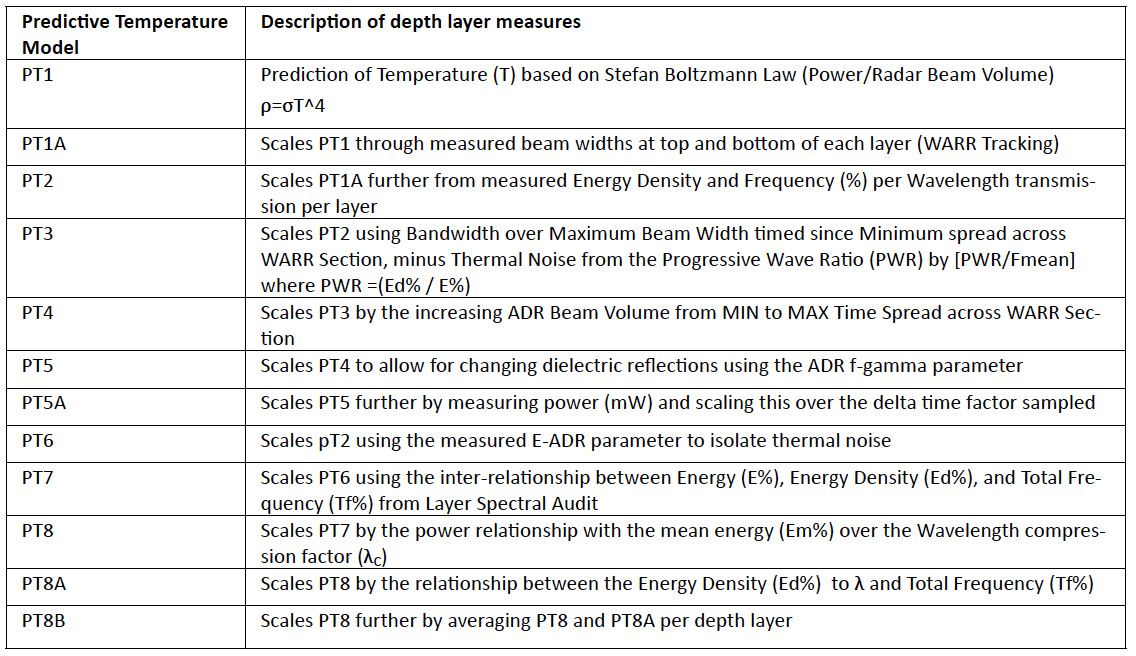 Predictive Temperature Model
Description of depth layer measures
PT1
Prediction of Temperature (T) based on Stefan Boltzmann Law (Power/Radar Beam Volume)
ρ=σT^4
PT1A
Scales PT1 through measured beam widths at top and bottom of each layer (WARR Tracking)
PT2
Scales PT1A further from measured Energy Density and Frequency (%) per Wavelength transmis-
sion per layer
PT3
Scales PT2 using Bandwidth over Maximum Beam Width timed since Minimum spread across
WARR Section, minus Thermal Noise from the Progressive Wave Ratio (PWR) by [PWR/Fmean]
where PWR =(Ed% / E%)
PT4
Scales PT3 by the increasing ADR Beam Volume from MIN to MAX Time Spread across WARR Sec-
tion
PT5
Scales PT4 to allow for changing dielectric reflections using the ADR f-gamma parameter
PT5A
Scales PT5 further by measuring power (mW) and scaling this over the delta time factor sampled
PT6
Scales pT2 using the measured E-ADR parameter to isolate thermal noise
PT7
Scales PT6 using the inter-relationship between Energy (E%), Energy Density (Ed%), and Total Fre-
quency (Tf%) from Layer Spectral Audit
PT8
Scales PT7 by the power relationship with the mean energy (Em%) over the Wavelength compres-
sion factor (λC)
PT8A
Scales PT8 by the relationship between the Energy Density (Ed%)  to λ and Total Frequency (Tf%)
PT8B
Scales PT8 further by averaging PT8 and PT8A per depth layer